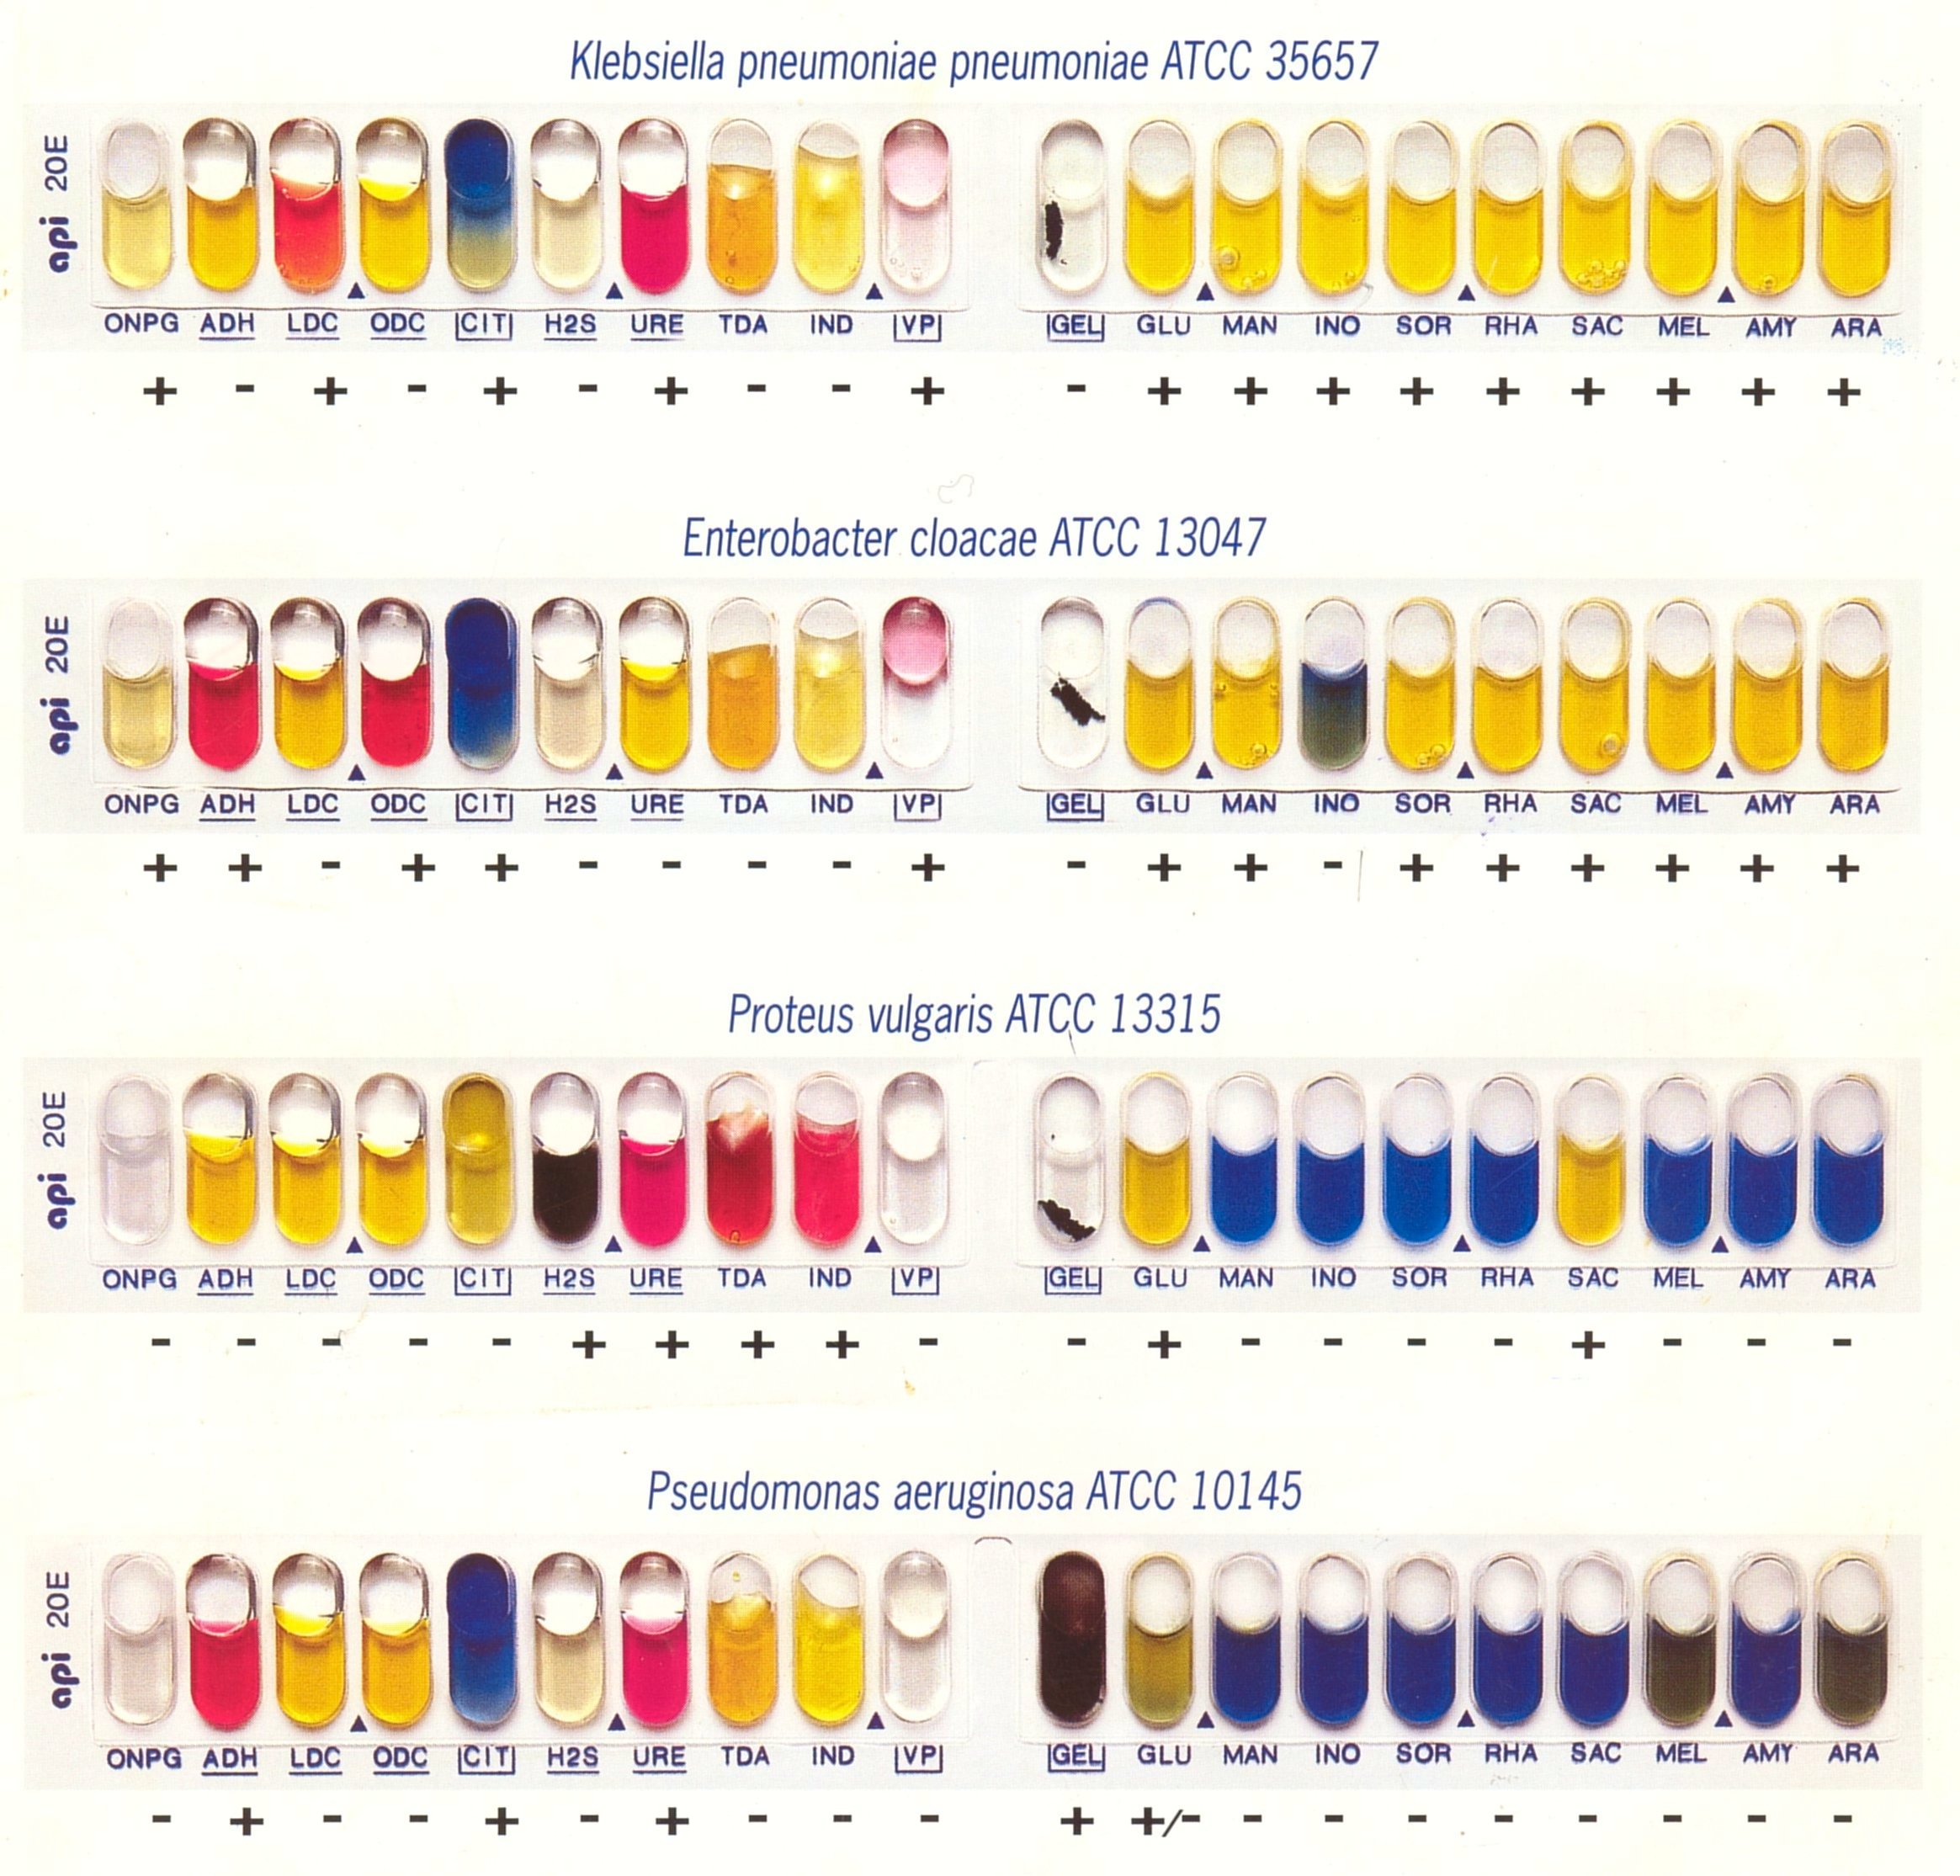 Klebsiella pneumoniae pneumoniae ATCC 35657
api 20E
ONPG ADH LDC ODC |CIT| H2S URE TDA IND |VP| |GEL| GLU MAN INO SOR RHA SAC MEL AMY ARA
+ - + - + - + - - + - + + + + + + + + +
Enterobacter cloacae ATCC 13047
api 20E
ONPG ADH LDC ODC |CIT| H2S URE TDA IND |VP| |GEL| GLU MAN INO SOR RHA SAC MEL AMY ARA
+ + - + + - - - - + - + + - + + + + + +
Proteus vulgaris ATCC 13315
api 20E
ONPG ADH LDC ODC |CIT| H2S URE TDA IND |VP| |GEL| GLU MAN INO SOR RHA SAC MEL AMY ARA
- - - - - + + + + - - + - - - - + - - -
Pseudomonas aeruginosa ATCC 10145
api 20E
ONPG ADH LDC ODC |CIT| H2S URE TDA IND |VP| |GEL| GLU MAN INO SOR RHA SAC MEL AMY ARA
- + - - + - + - - - + +/- - - - - - - - -